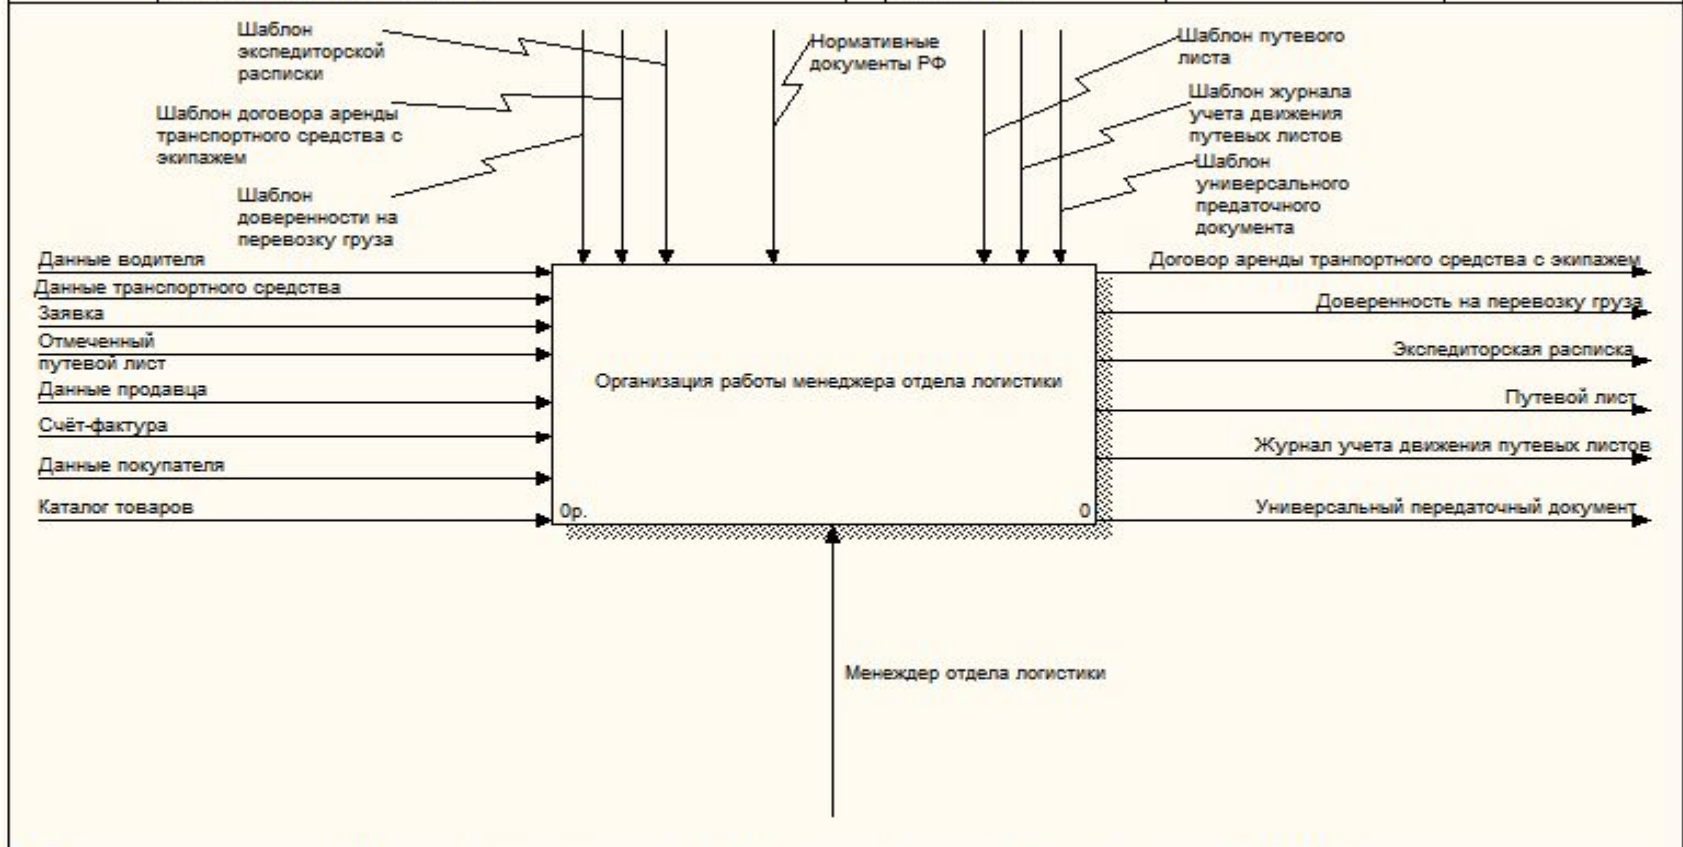 Шаблон
экспедиторской
расписки
Шаблон договора аренды
транспортного средства с
экипажем
Шаблон
доверенности на
перевозку груза
Нормативные
документы РФ
Шаблон путевого
листа
Шаблон журнала
учета движения
путевых листов
Шаблон
универсального
предаточного
документа
Данные водителя
Данные транспортного средства
Заявка
Отмеченный
путевой лист
Данные продавца
Счёт-фактура
Данные покупателя
Каталог товаров
Организация работы менеджера отдела логистики
0р.
0
Договор аренды транпортного средства с экипажем
Доверенность на перевозку груза
Экспедиторская расписка
Путевой лист
Журнал учета движения путевых листов
Универсальный передаточный документ
Менеждер отдела логистики